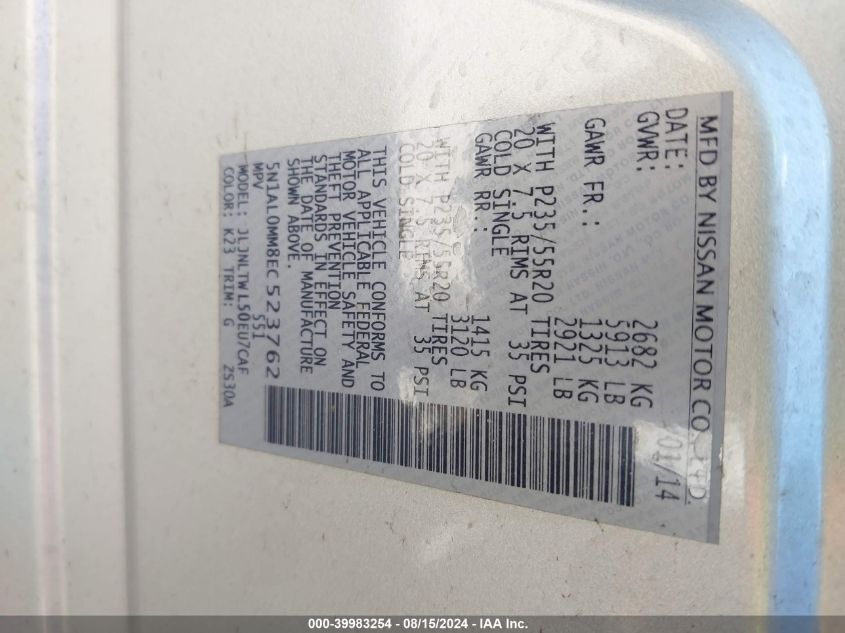 MFD BY NISSAN MOTOR CO., LTD.
DATE: 01/14
GVWR: 2682 KG
5913 LB
GAWR FR.: 1325 KG
2921 LB
WITH P235/55R20 TIRES
20 X 7.5 RIMS AT 35 PSI
COLD SINGLE
GAWR RR.: 1415 KG
3120 LB
WITH P235/55R20 TIRES
20 X 7.5 RIMS AT 35 PSI
COLD SINGLE
THIS VEHICLE CONFORMS TO
ALL APPLICABLE FEDERAL
MOTOR VEHICLE SAFETY AND
THEFT PREVENTION
STANDARDS IN EFFECT ON
THE DATE OF MANUFACTURE
SHOWN ABOVE.
5N1AL0MM8EC523762
MPV 551
MODEL: JLJNLTWL50EU7CAF
COLOR: K23 TRIM: G ZS30A
000-39983254 - 08/15/2024 - IAA Inc.